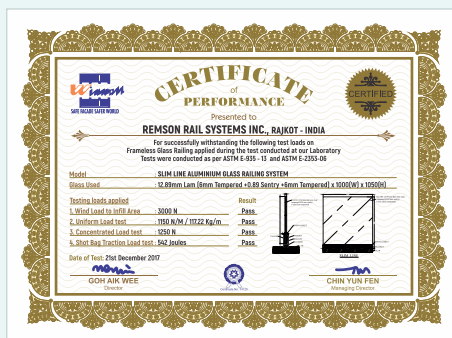 Winwall
SAFE FACADE SAFER WORLD
CERTIFICATE
of
PERFORMANCE
CERTIFIED
Presented to
REMSON RAIL SYSTEMS INC., RAJKOT - INDIA
For successfully withstanding the following test loads on
Frameless Glass Railing applied during the test conducted at our Laboratory
Tests were conducted as per ASTM E-935 - 13 and ASTM E-2353-06
Model : SLIM LINE ALUMINIUM GLASS RAILING SYSTEM
Glass Used : 12.89mm Lam (6mm Tempered +0.89 Sentry +6mm Tempered) x 1000(W) x 1050(H)
Testing loads applied Result
1. Wind Load to Infill Area : 3000 N Pass
2. Uniform Load test : 1150 N/M / 117.22 Kg/m Pass
3. Concentrated Load test : 1250 N Pass
4. Shot Bag Traction Load test : 542 Joules Pass
Date of Test: 21st December 2017
GOH AIK WEE
Director
CHIN YUN FEN
Managing Director